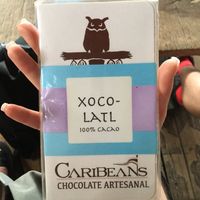 XOCO-
LATL
100% CACAO
CARIBEANS
CHOCOLATE ARTESANAL